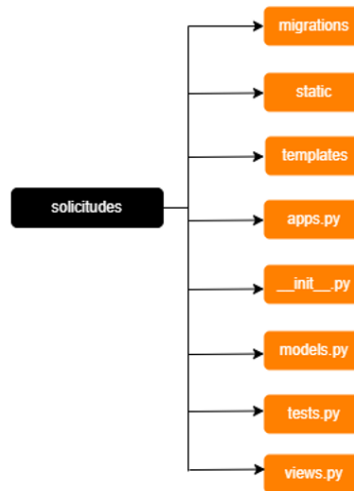 migrations
static
templates
solicitudes
apps.py
__init__.py
models.py
tests.py
views.py